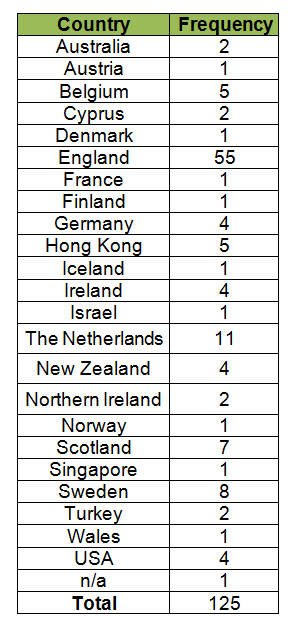 Country Frequency
Australia 2
Austria 1
Belgium 5
Cyprus 2
Denmark 1
England 55
France 1
Finland 1
Germany 4
Hong Kong 5
Iceland 1
Ireland 4
Israel 1
The Netherlands 11
New Zealand 4
Northern Ireland 2
Norway 1
Scotland 7
Singapore 1
Sweden 8
Turkey 2
Wales 1
USA 4
n/a 1
Total 125